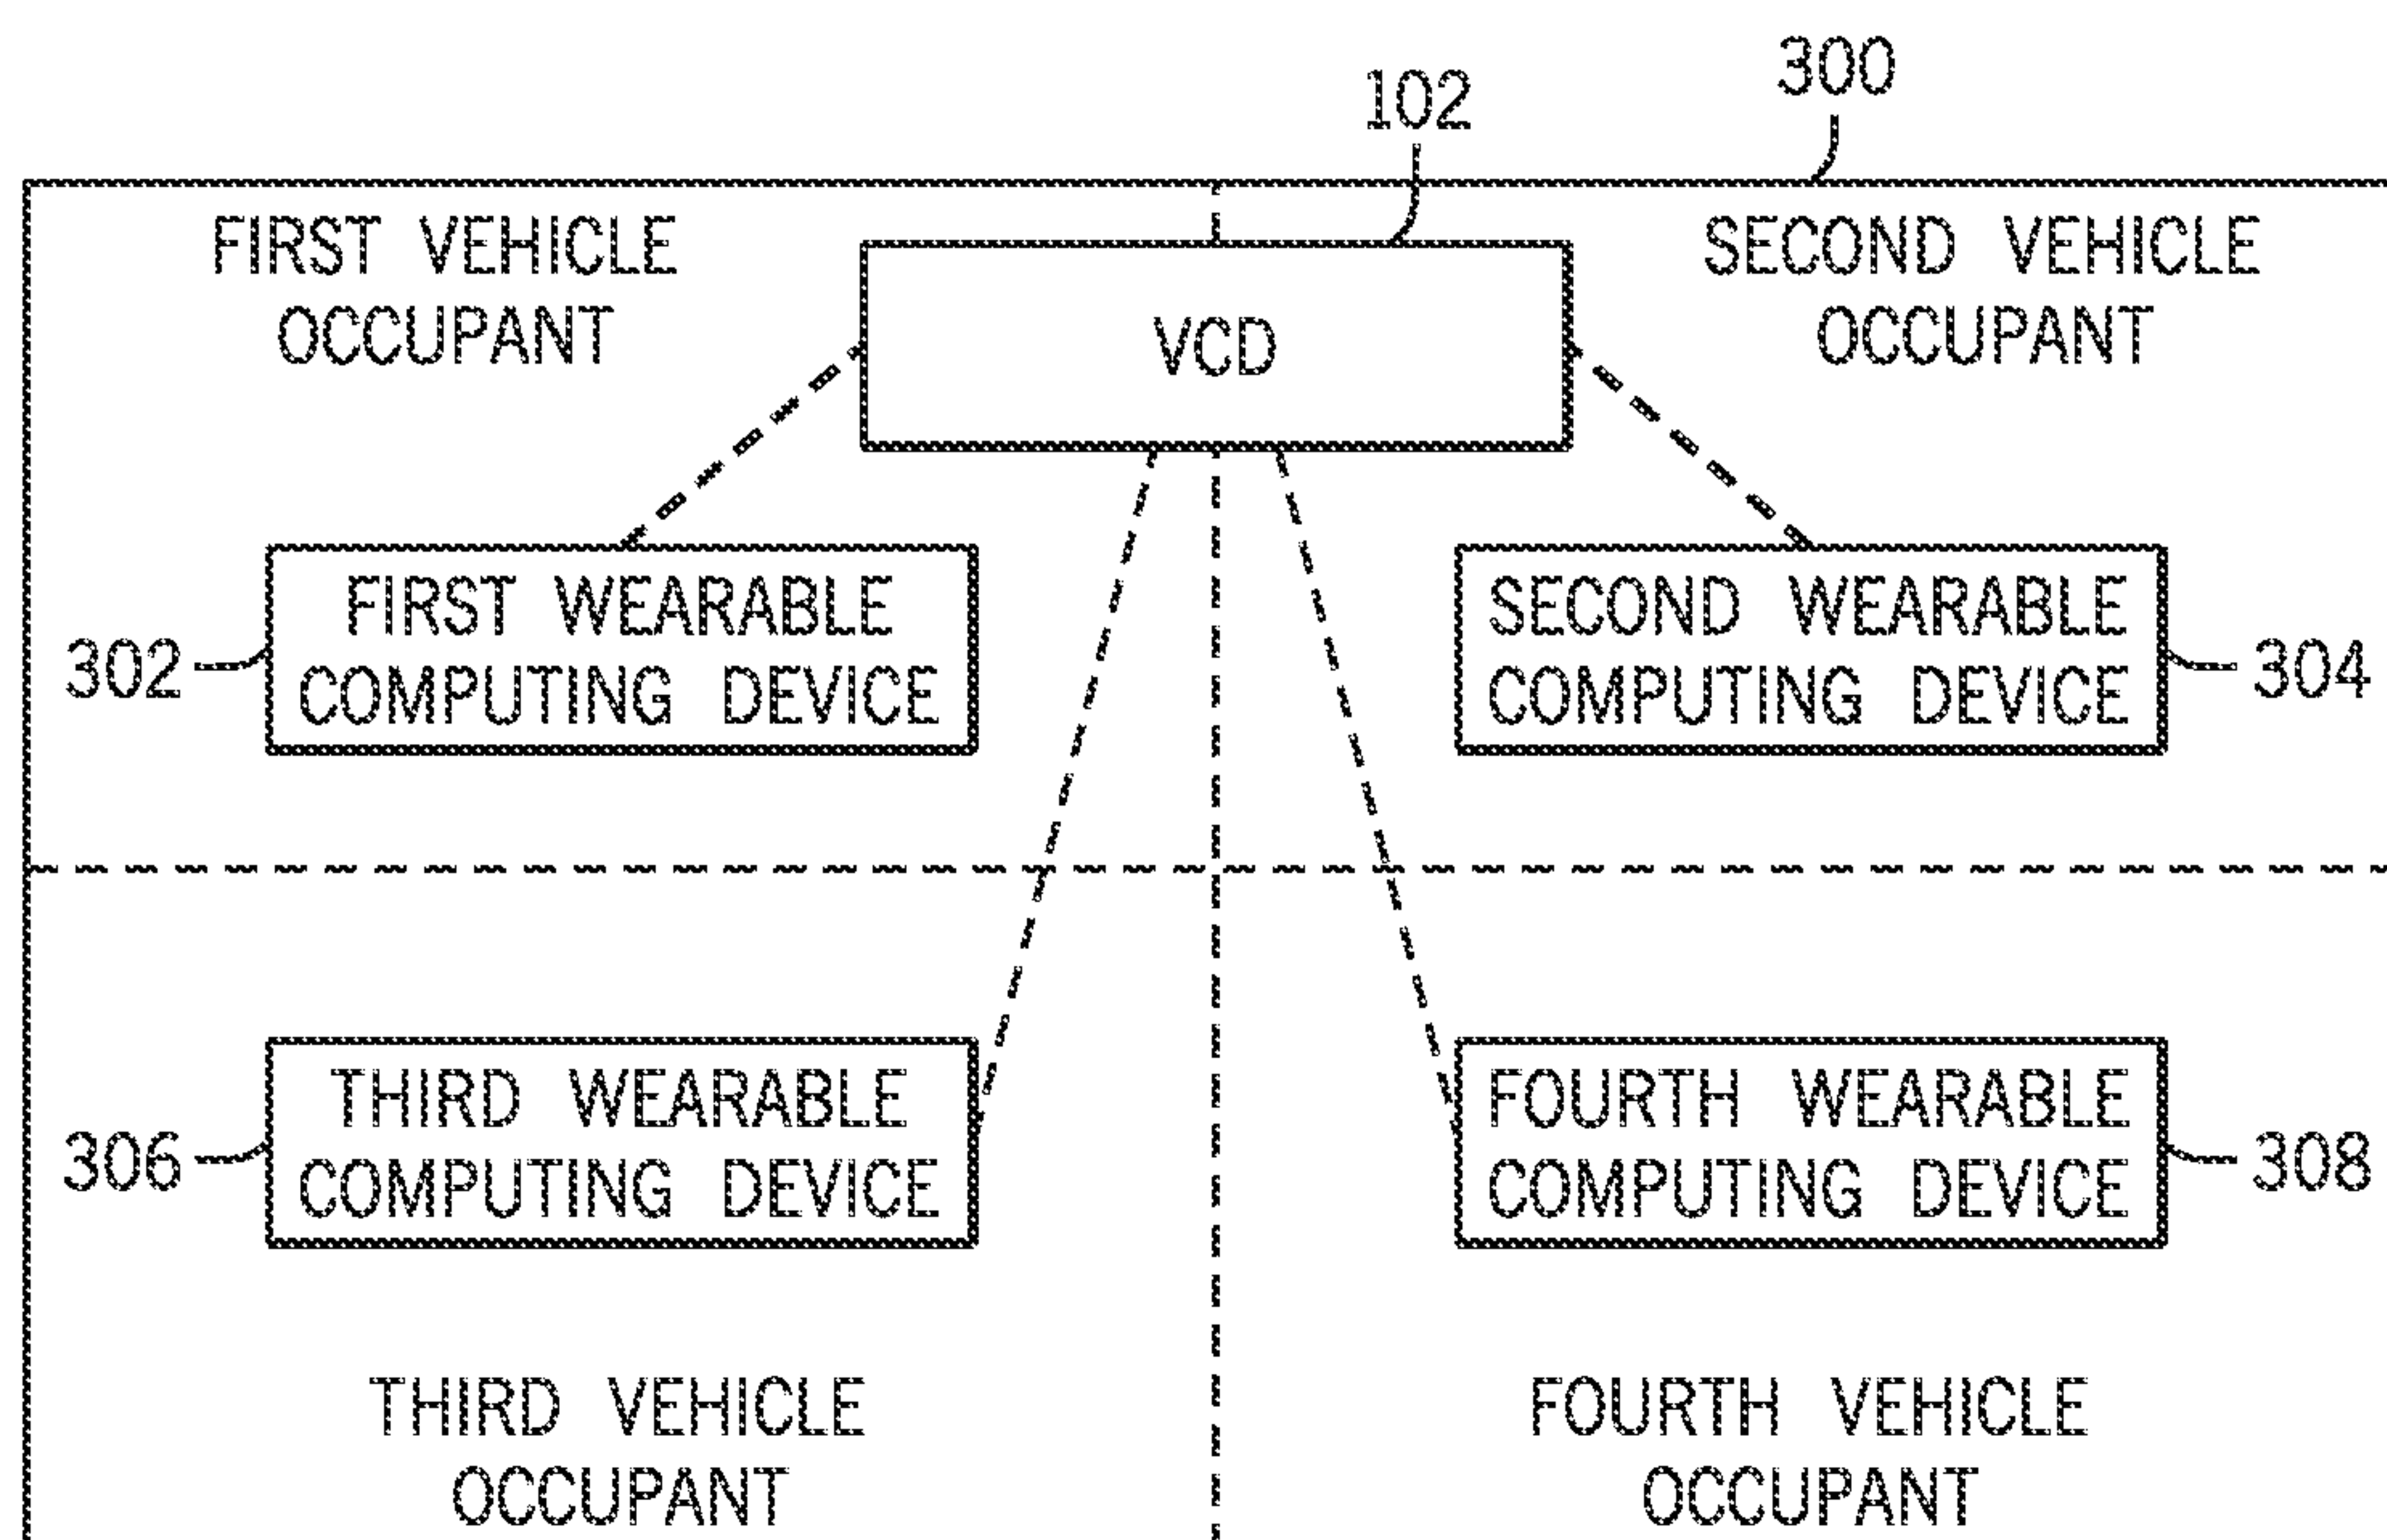 300
102
FIRST VEHICLE
OCCUPANT
SECOND VEHICLE
OCCUPANT
VCD
FIRST WEARABLE
COMPUTING DEVICE
302
SECOND WEARABLE
COMPUTING DEVICE
304
THIRD WEARABLE
COMPUTING DEVICE
306
FOURTH WEARABLE
COMPUTING DEVICE
308
THIRD VEHICLE
OCCUPANT
FOURTH VEHICLE
OCCUPANT